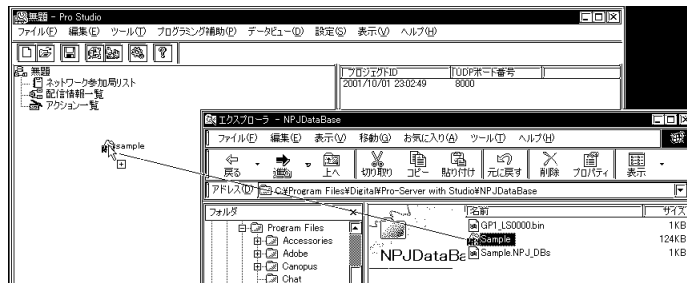 無題 - Pro Studio
ファイル(F) 編集(E) ツール(T) プログラミング補助(P) データビュー(D) 設定(S) 表示(V) ヘルプ(H)
無題
ネットワーク参加局リスト
配信情報一覧
アクション一覧
プロジェクトID UDPポート番号
2001/10/01 23:02:49 8000
sample
エクスプローラ - NPJDataBase
ファイル(F) 編集(E) 表示(V) 移動(G) お気に入り(A) ツール(T) ヘルプ(H)
戻る 進む 上へ 切り取り コピー 貼り付け 元に戻す 削除 プロパティ 表示
アドレス(D) C:¥Program Files¥Digital¥Pro-Server with Studio¥NPJDataBase
フォルダ
Program Files
Accessories
Adobe
Canopus
Chat
NPJDataBa
名前 サイズ
GP1_LS0000.bin 1KB
Sample 124KB
Sample.NPJ_DBs 1KB